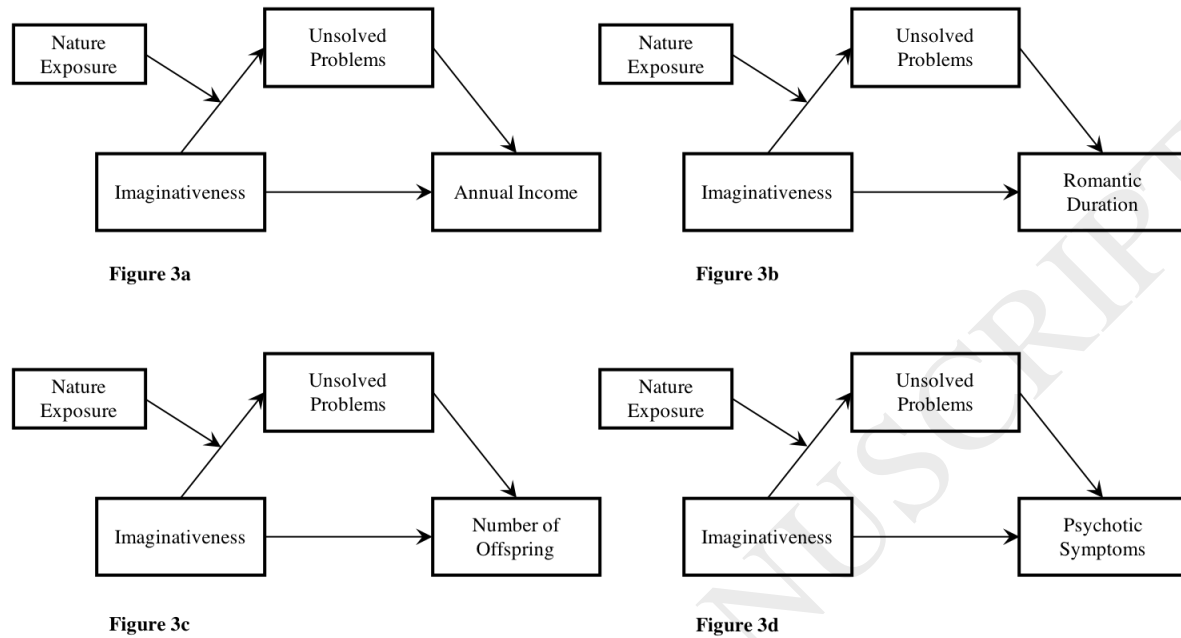 Nature
Exposure
Unsolved
Problems
Imaginativeness
Annual Income
Figure 3a
Nature
Exposure
Unsolved
Problems
Imaginativeness
Romantic
Duration
Figure 3b
Nature
Exposure
Unsolved
Problems
Imaginativeness
Number of
Offspring
Figure 3c
Nature
Exposure
Unsolved
Problems
Imaginativeness
Psychotic
Symptoms
Figure 3d
NUSCRIPT